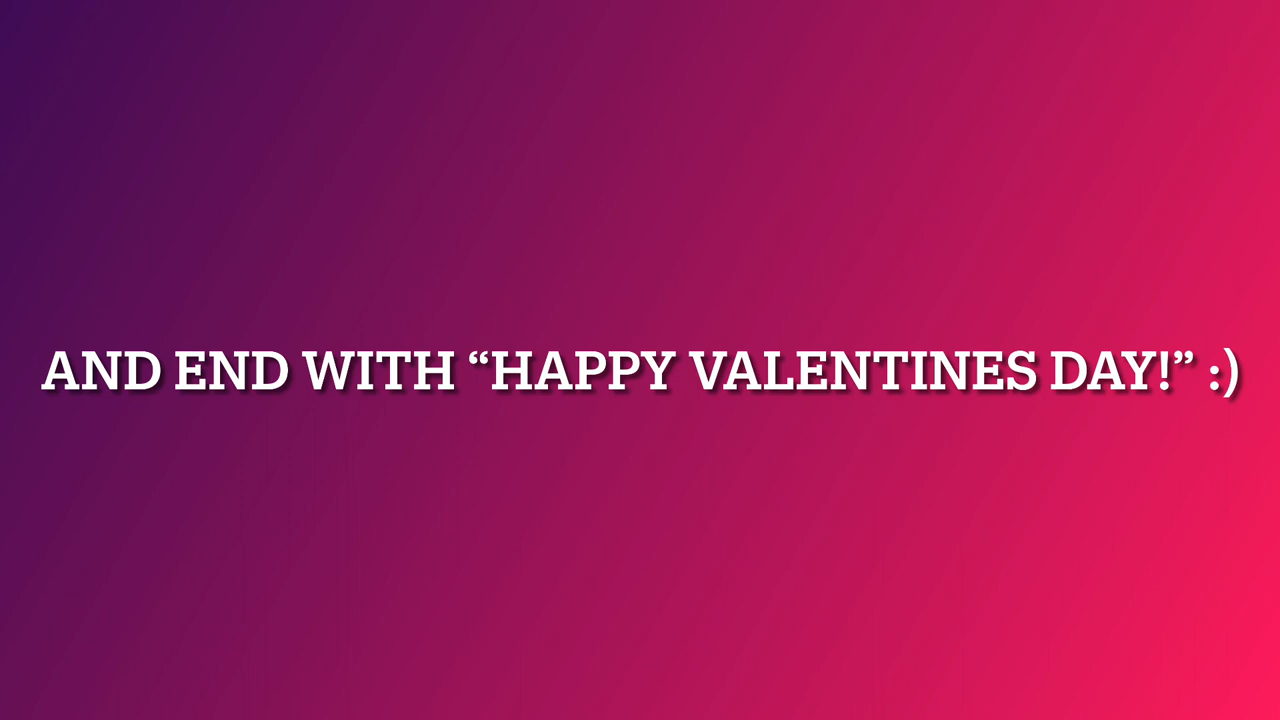 AND END WITH “HAPPY VALENTINES DAY!” :)